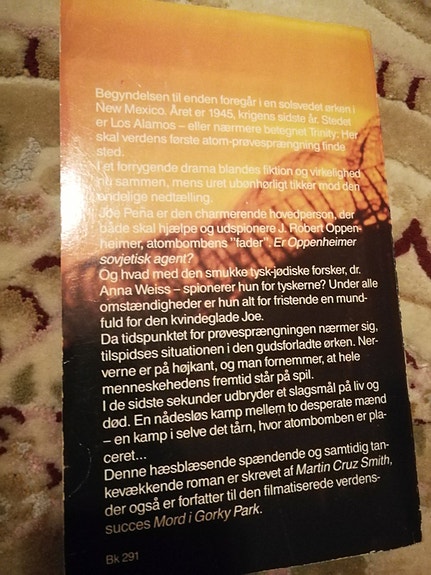 Begyndelsen til enden foregår i en solsvedet ørken i
New Mexico. Året er 1945, krigens sidste år. Stedet
er Los Alamos – eller nærmere betegnet Trinity: Her
skal verdens første atom-prøvesprængning finde
sted.
I et forrygende drama blandes fiktion og virkelighed
nu sammen, mens uret ubønhørligt tikker mod den
endelige nedtælling.
Joe Peña er den charmerende hovedperson, der
både skal hjælpe og udspionere J. Robert Oppen-
heimer, atombombens "fader". Er Oppenheimer
sovjetisk agent?
Og hvad med den smukke tysk-jødiske forsker, dr.
Anna Weiss – spionerer hun for tyskerne? Under alle
omstændigheder er hun alt for fristende en mund-
fuld for den kvindeglade Joe.
Da tidspunktet for prøvesprængningen nærmer sig,
tilspidses situationen i den gudsforladte ørken. Ner-
verne er på højkant, og man fornemmer, at hele
menneskehedens fremtid står på spil.
I de sidste sekunder udbryder et slagsmål på liv og
død. En nådesløs kamp mellem to desperate mænd
– en kamp i selve det tårn, hvor atombomben er pla-
ceret...
Denne hæsblæsende spændende og samtidig tan-
kevækkende roman er skrevet af Martin Cruz Smith,
der også er forfatter til den filmatiserede verdens-
succes Mord i Gorky Park.
Bk 291